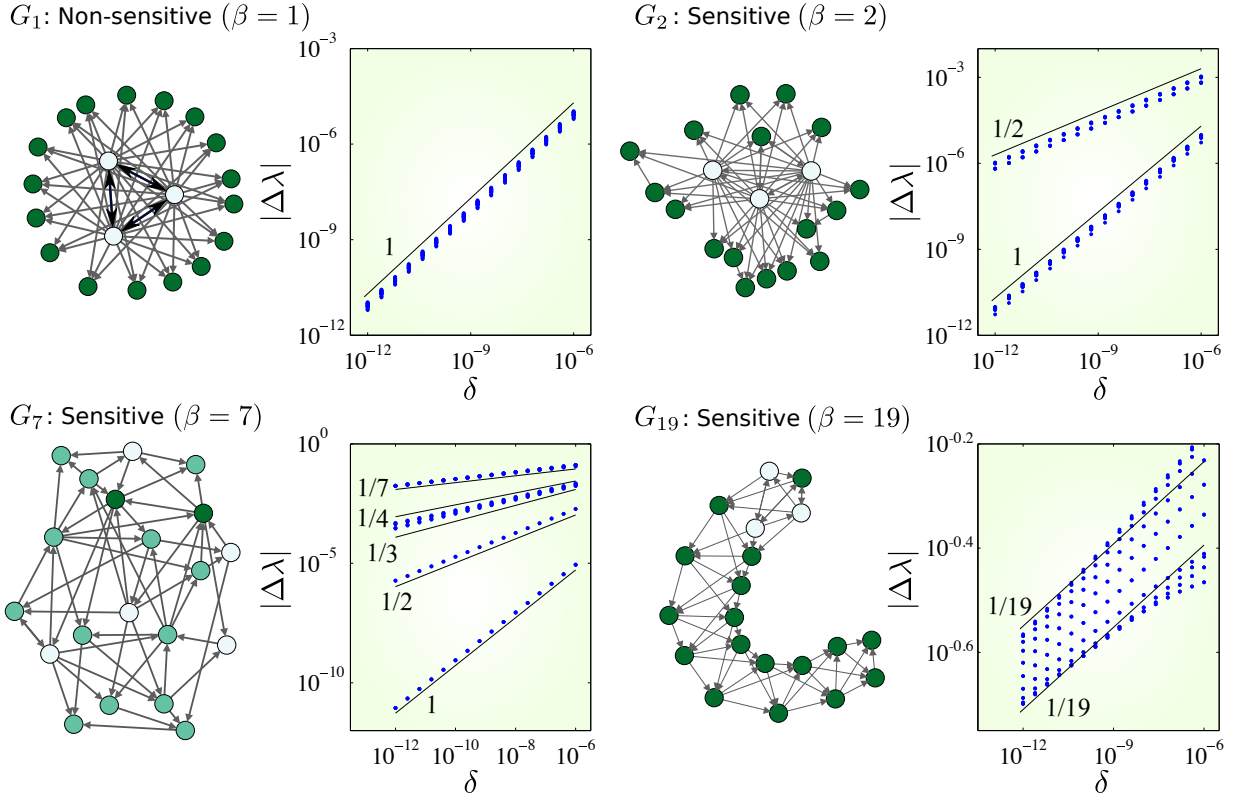 G₁: Non-sensitive (β = 1)
10⁻³
10⁻⁶
10⁻⁹
10⁻¹²
|Δλ|
1
10⁻¹² 10⁻⁹ 10⁻⁶
δ
G₂: Sensitive (β = 2)
10⁻³
10⁻⁶
10⁻⁹
10⁻¹²
|Δλ|
1/2
1
10⁻¹² 10⁻⁹ 10⁻⁶
δ
G₇: Sensitive (β = 7)
10⁰
10⁻⁵
10⁻¹⁰
|Δλ|
1/7
1/4
1/3
1/2
1
10⁻¹² 10⁻¹⁰ 10⁻⁸ 10⁻⁶
δ
G₁₉: Sensitive (β = 19)
10⁻⁰·²
10⁻⁰·⁴
10⁻⁰·⁶
|Δλ|
1/19
1/19
10⁻¹² 10⁻⁹ 10⁻⁶
δ